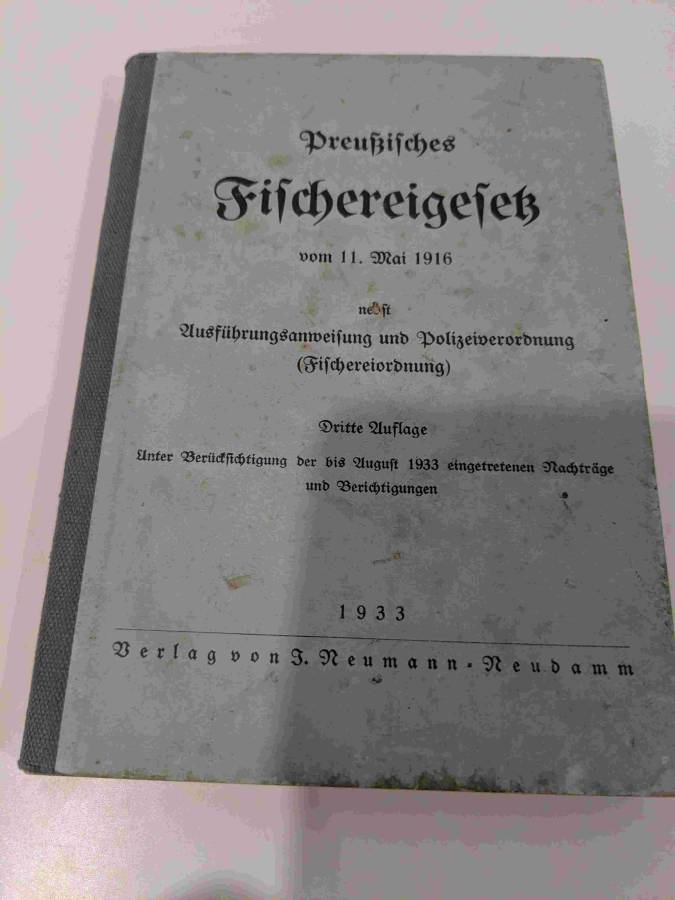 Preußisches
Fischereigesetz
vom 11. Mai 1916
nebst
Ausführungsanweisung und Polizeiverordnung
(Fischereiordnung)
Dritte Auflage
Unter Berücksichtigung der bis August 1933 eingetretenen Nachträge
und Berichtigungen
1933
Verlag von J. Neumann-Neudamm